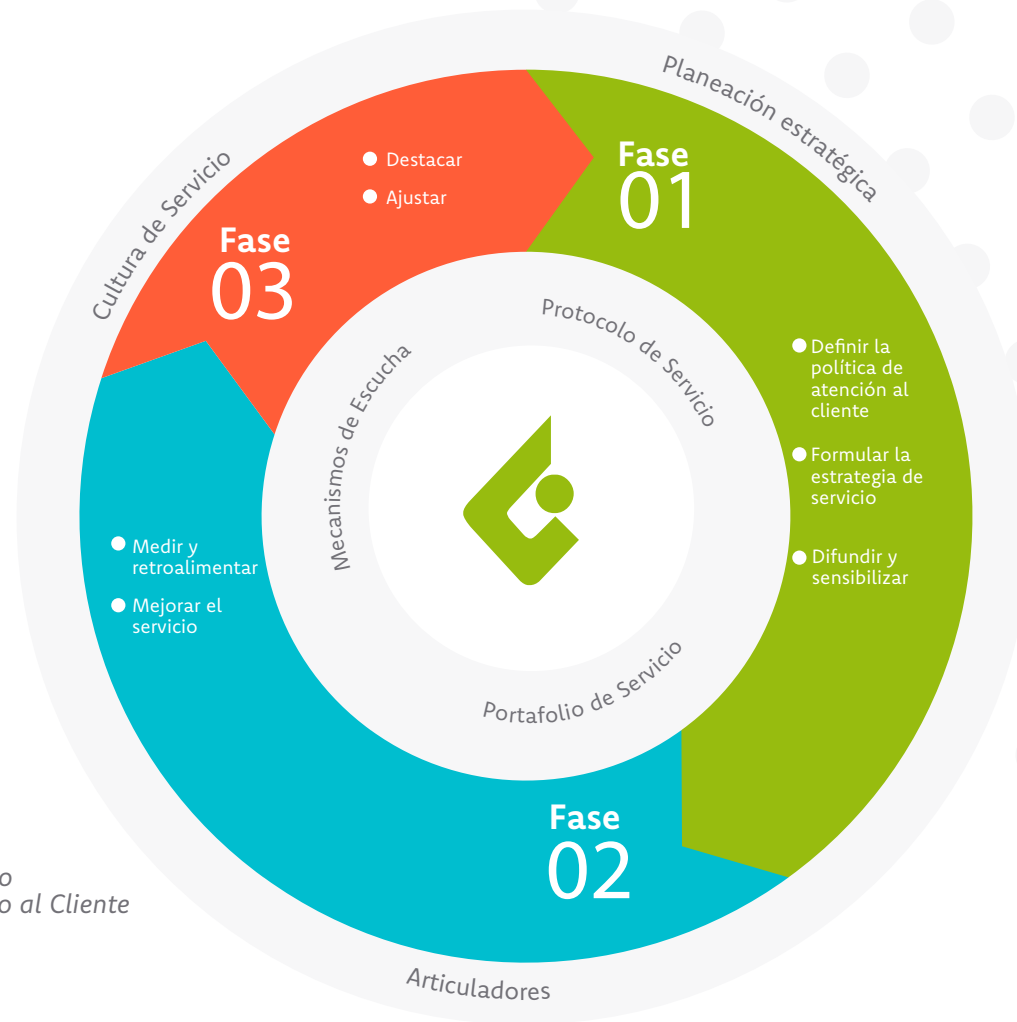 Planeación estratégica
Fase
01
Definir la
política de
atención al
cliente
Formular la
estrategia de
servicio
Difundir y
sensibilizar
Protocolo de Servicio
Cultura de Servicio
Fase
03
Destacar
Ajustar
Mecanismos de Escucha
Medir y
retroalimentar
Mejorar el
servicio
Portafolio de Servicio
Fase
02
Articuladores
o
o al Cliente